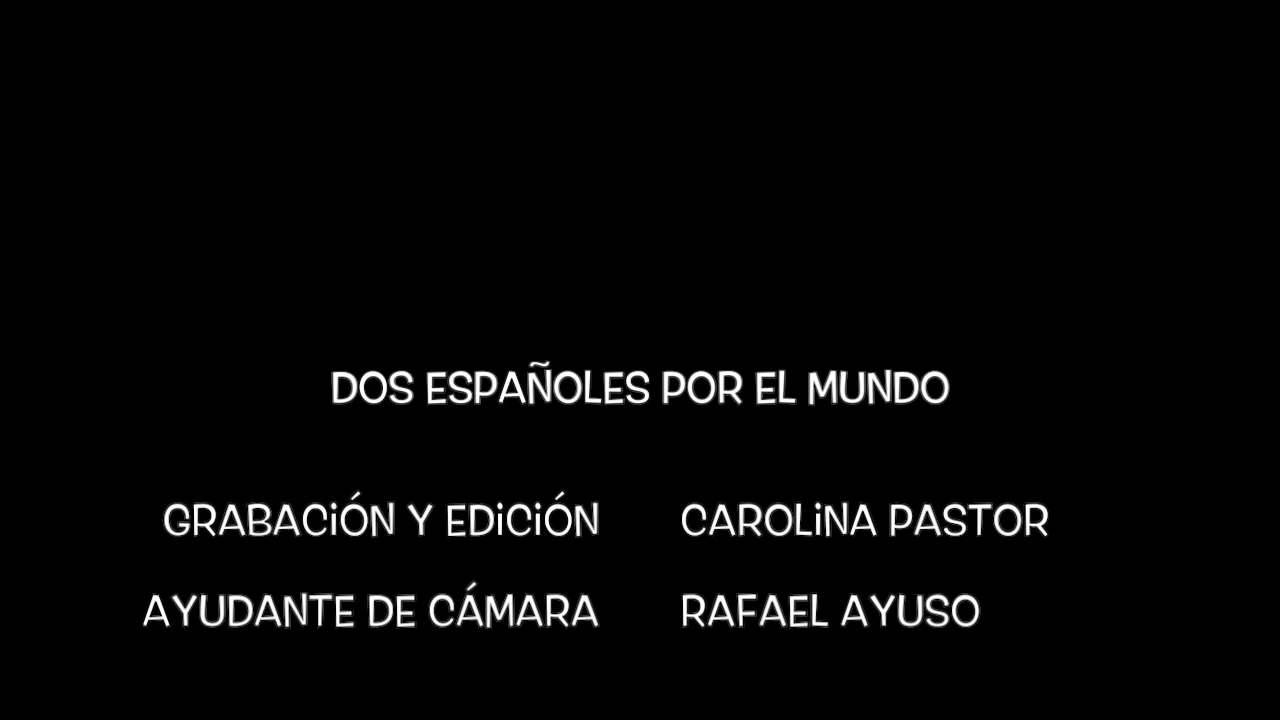 DOS ESPAÑOLES POR EL MUNDO
GRABACiÓN Y EDiCiÓN CAROLiNA PASTOR
AYUDANTE DE CÁMARA RAFAEL AYUSO